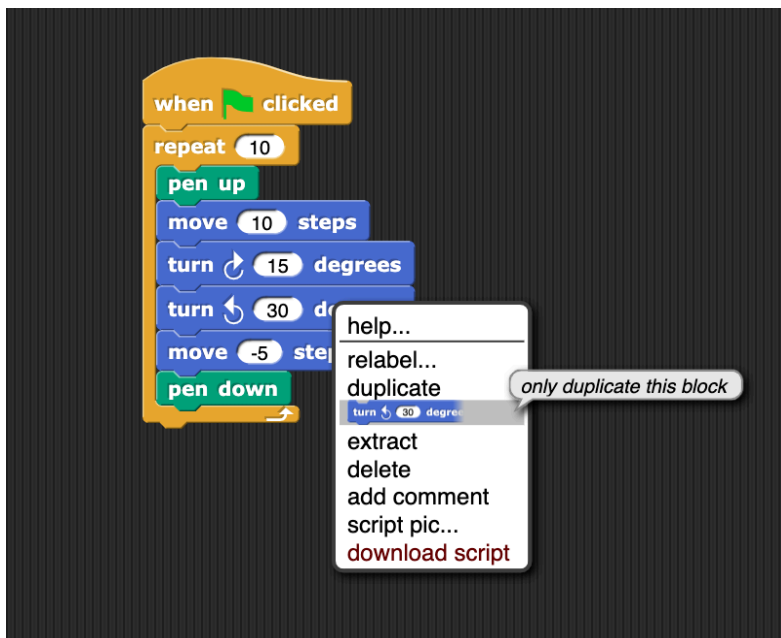 when clicked
repeat 10
pen up
move 10 steps
turn 15 degrees
turn 30
move -5
pen down
help...
relabel...
duplicate
only duplicate this block
turn 30
extract
delete
add comment
script pic...
download script